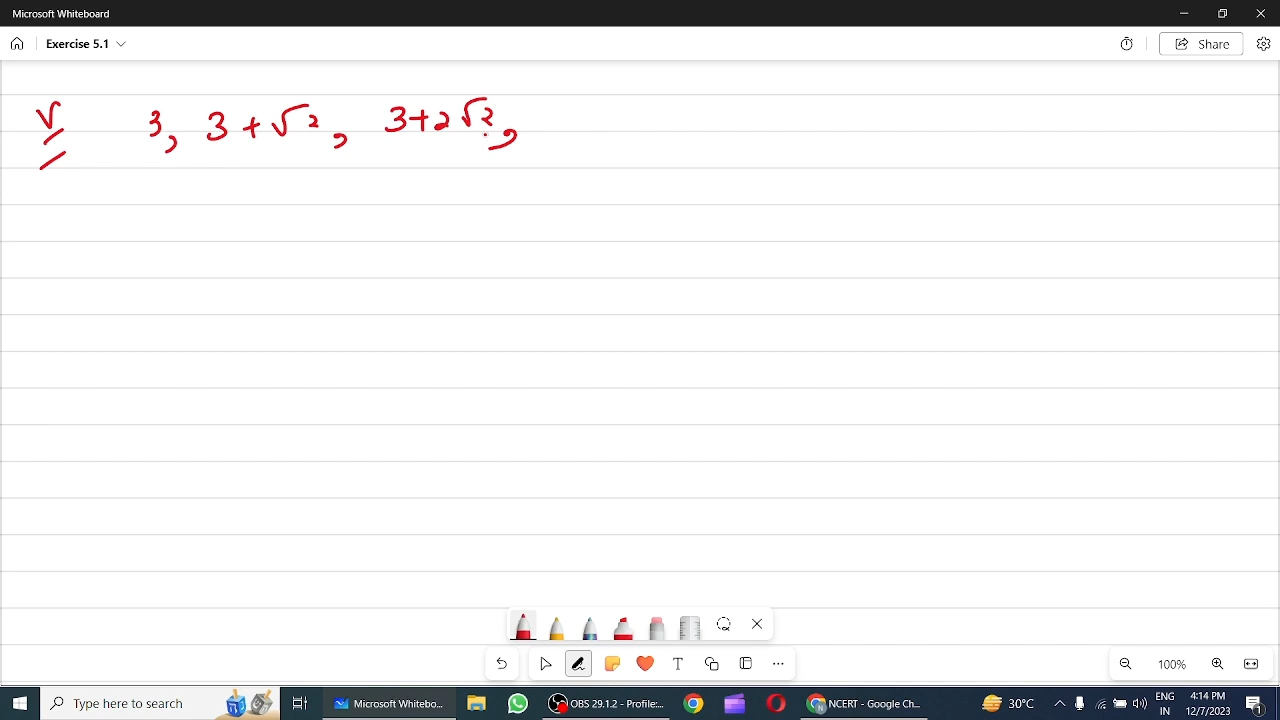 Microsoft Whiteboard
Exercise 5.1
Share
v 3, 3 + √2, 3+2√2,
100%
Type here to search
Microsoft Whitebo...
OBS 29.1.2 - Profile:...
NCERT - Google Ch...
30°C
ENG
IN
4:14 PM
12/7/2023